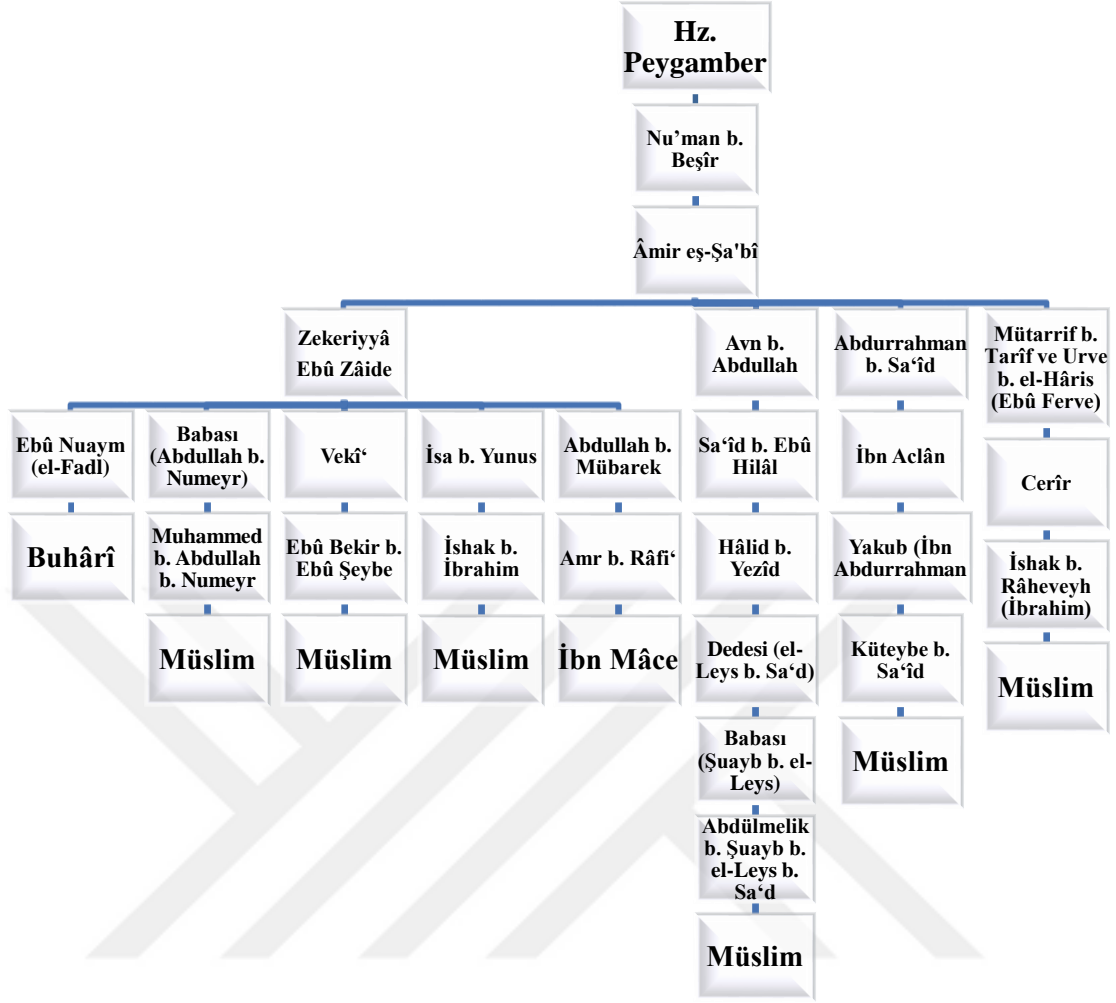 Hz.
Peygamber
Nu’man b.
Beşîr
Âmir eş-Şa'bî
Zekeriyyâ
Ebû Zâide
Avn b.
Abdullah
Abdurrahman
b. Sa‘îd
Mütarrif b.
Tarîf ve Urve
b. el-Hâris
(Ebû Ferve)
Ebû Nuaym
(el-Fadl)
Babası
(Abdullah b.
Numeyr)
Vekî‘
İsa b. Yunus
Abdullah b.
Mübarek
Sa‘îd b. Ebû
Hilâl
İbn Aclân
Cerîr
Buhârî
Muhammed
b. Abdullah
b. Numeyr
Ebû Bekir b.
Ebû Şeybe
İshak b.
İbrahim
Amr b. Râfi‘
Hâlid b.
Yezîd
Yakub (İbn
Abdurrahman
İshak b.
Râheveyh
(İbrahim)
Müslim
Müslim
Müslim
İbn Mâce
Dedesi (el-
Leys b. Sa‘d)
Küteybe b.
Sa‘îd
Müslim
Babası
(Şuayb b. el-
Leys)
Müslim
Abdülmelik
b. Şuayb b.
el-Leys b.
Sa‘d
Müslim